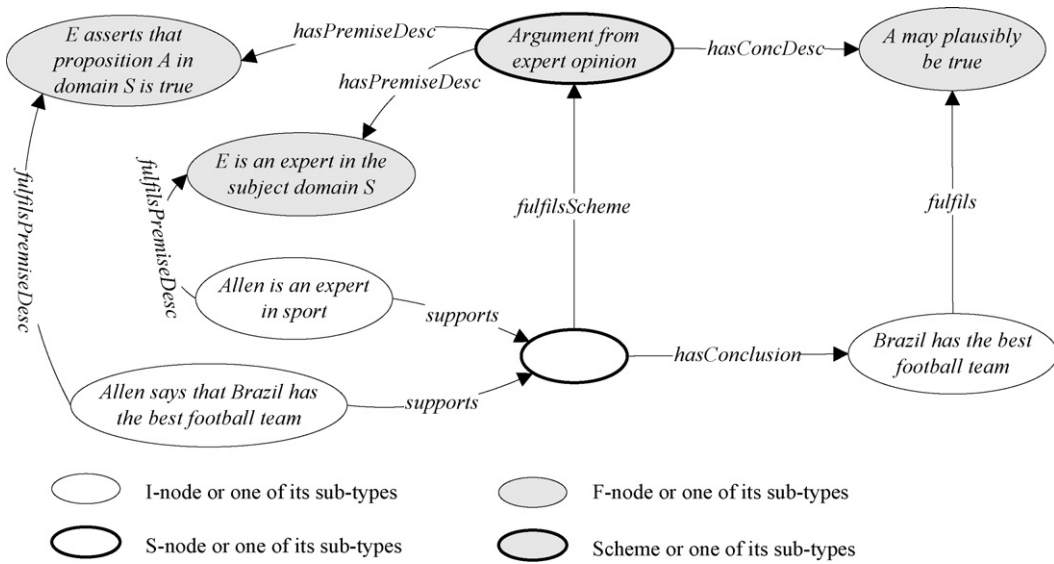 E asserts that
proposition A in
domain S is true
hasPremiseDesc
Argument from
expert opinion
hasConcDesc
A may plausibly
be true
hasPremiseDesc
E is an expert in the
subject domain S
fulfilsPremiseDesc
fulfilsPremiseDesc
fulfilsScheme
fulfils
Allen is an expert
in sport
supports
hasConclusion
Brazil has the best
football team
Allen says that Brazil has
the best football team
supports
I-node or one of its sub-types
F-node or one of its sub-types
S-node or one of its sub-types
Scheme or one of its sub-types